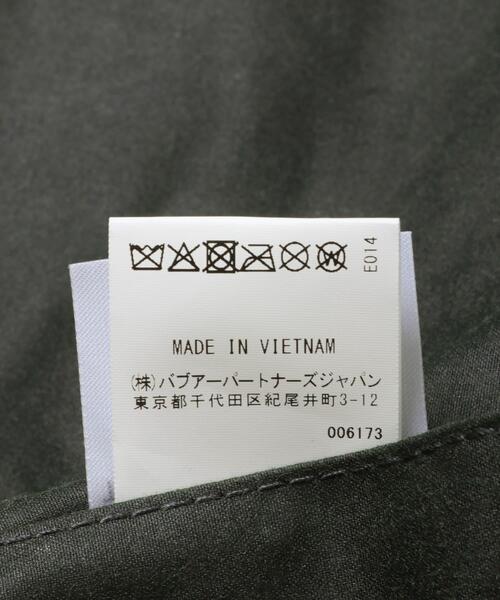 E014
MADE IN VIETNAM
(株)バブアーパートナーズジャパン
東京都千代田区紀尾井町3-12
006173